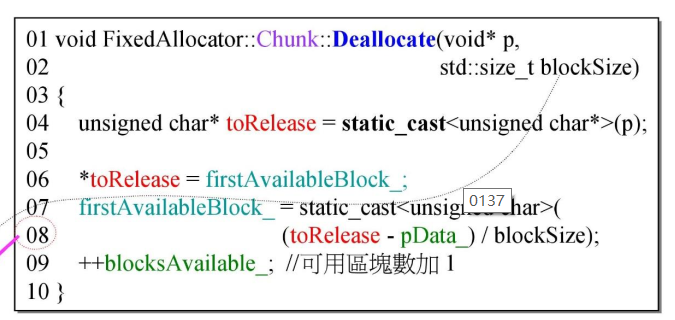 01 void FixedAllocator::Chunk::Deallocate(void* p,
02 std::size_t blockSize)
03 {
04 unsigned char* toRelease = static_cast<unsigned char*>(p);
05
06 *toRelease = firstAvailableBlock_;
07 firstAvailableBlock_ = static_cast<unsigned char>(
0137
08 (toRelease - pData_) / blockSize);
09 ++blocksAvailable_; //可用區塊數加 1
10 }